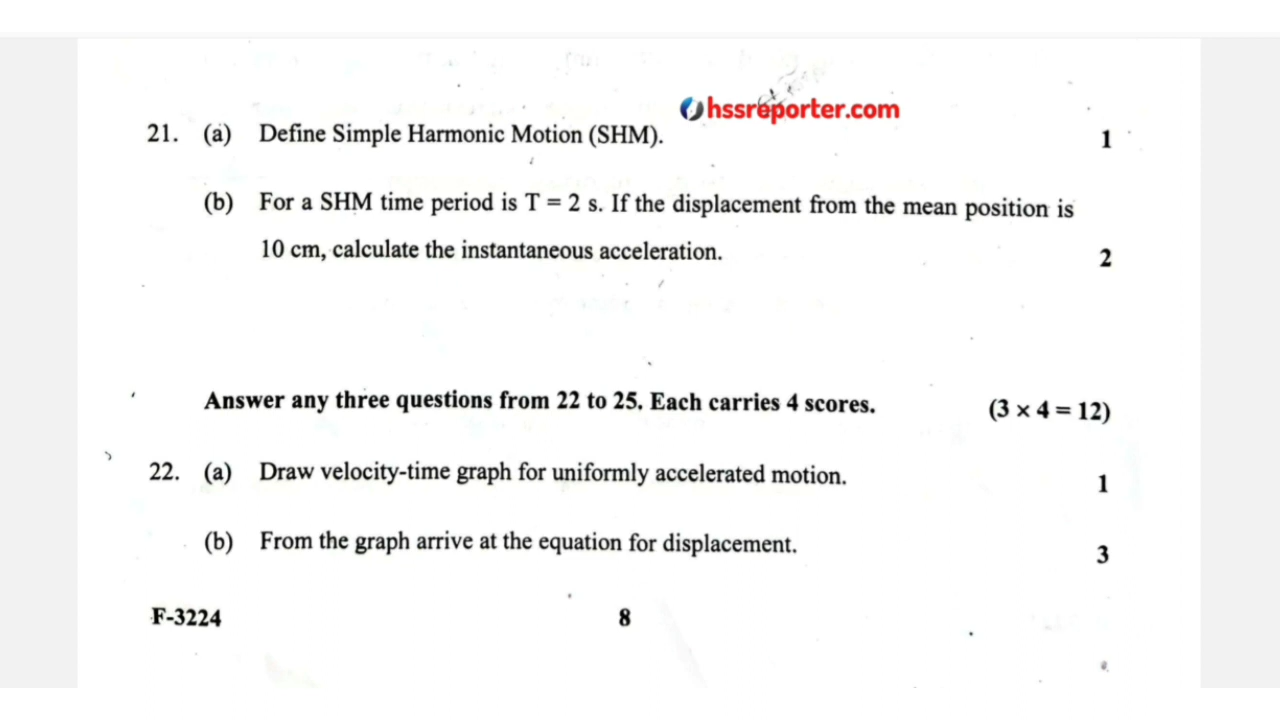 hssreporter.com
21. (a) Define Simple Harmonic Motion (SHM). 1
(b) For a SHM time period is T = 2 s. If the displacement from the mean position is
10 cm, calculate the instantaneous acceleration. 2
Answer any three questions from 22 to 25. Each carries 4 scores. (3 × 4 = 12)
22. (a) Draw velocity-time graph for uniformly accelerated motion. 1
(b) From the graph arrive at the equation for displacement. 3
F-3224 8